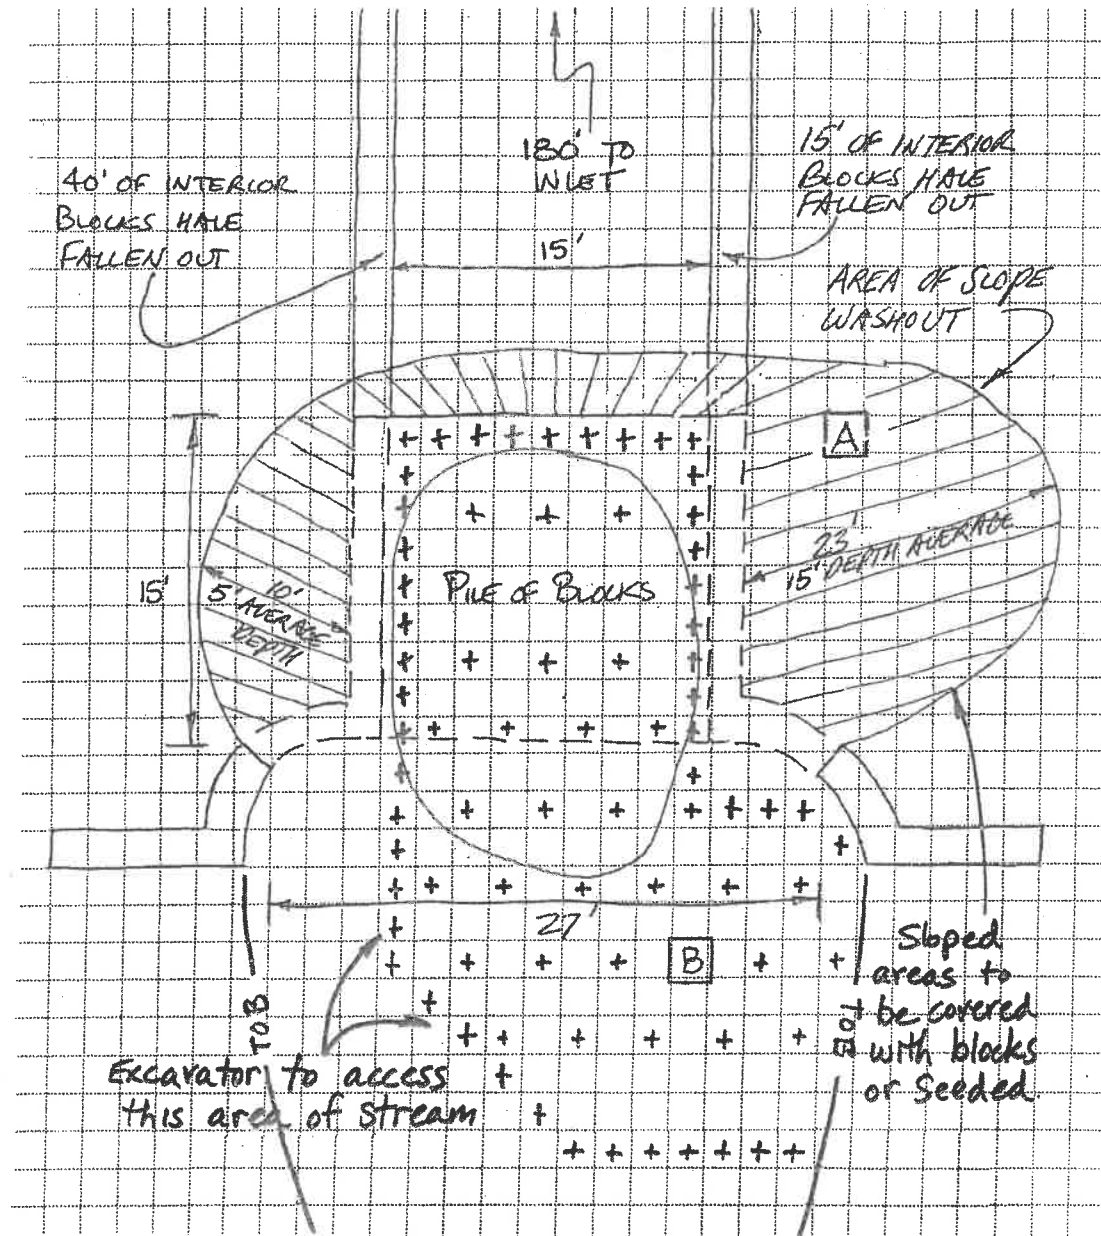 180' TO
INLET
15' OF INTERIOR
BLOCKS HAVE
FALLEN OUT
40' OF INTERIOR
BLOCKS HAVE
FALLEN OUT
15'
AREA OF SLOPE
WASHOUT
A
23'
15' DEPTH AVERAGE
PILE OF BLOCKS
15'
10'
5' AVERAGE
DEPTH
27'
B
Sloped
areas to
be covered
with blocks
or Seeded
TOB
TOB
Excavator to access
this area of stream